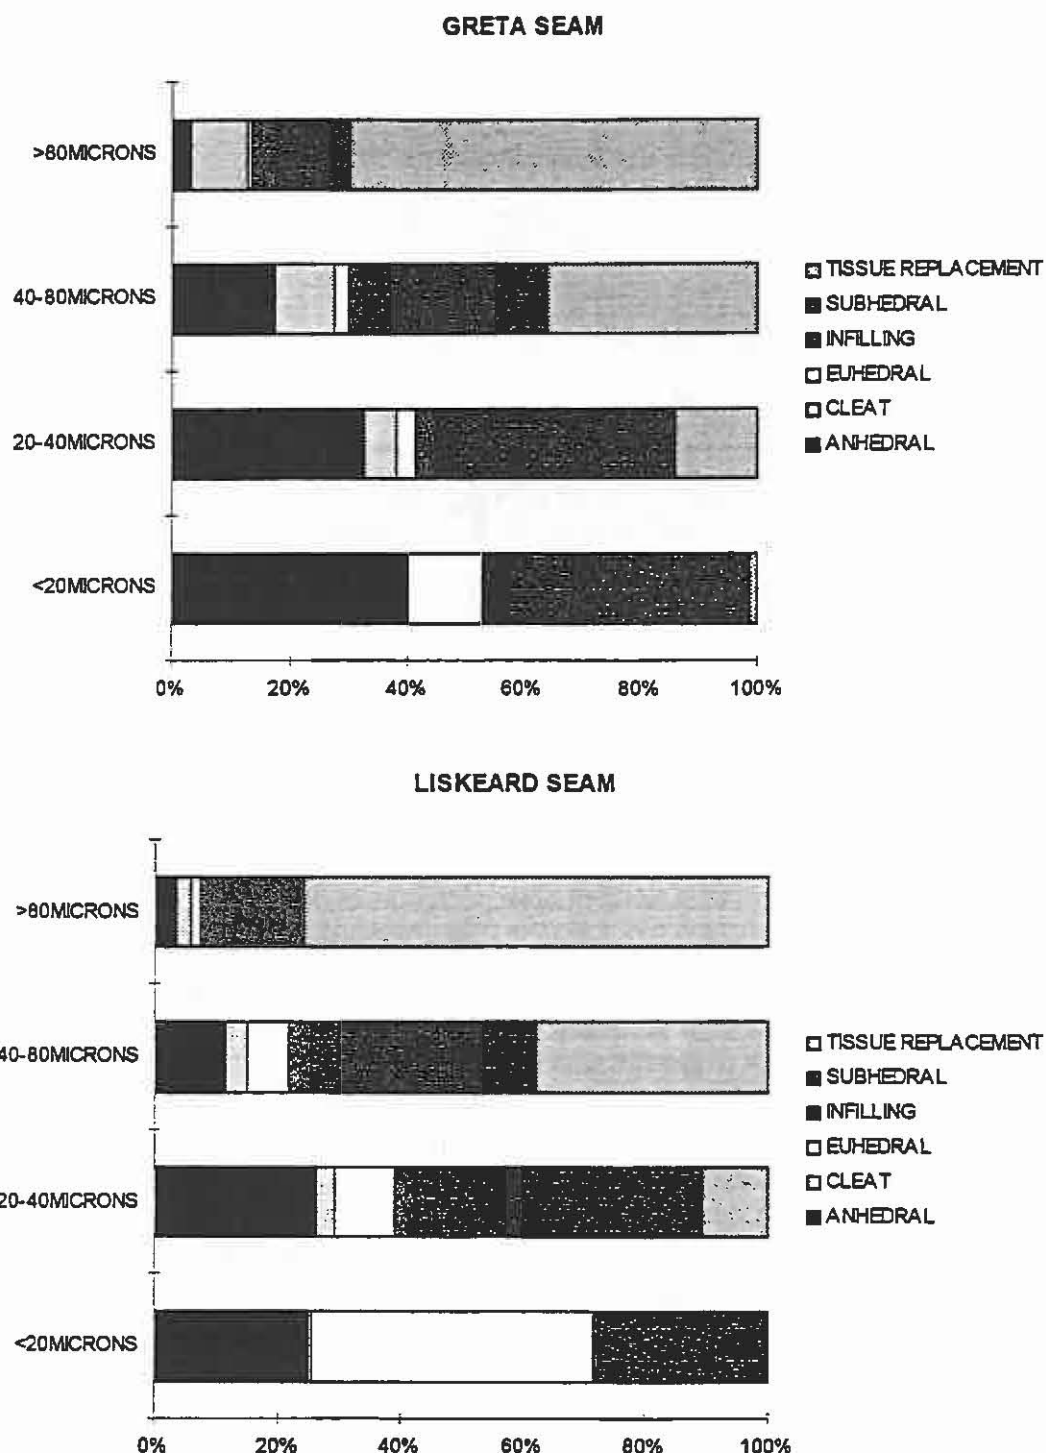 GRETA SEAM
>80MICRONS
40-80MICRONS
20-40MICRONS
<20MICRONS
0% 20% 40% 60% 80% 100%
TISSUE REPLACEMENT
SUBHEDRAL
INFILLING
EUHEDRAL
CLEAT
ANHEDRAL
LISKEARD SEAM
>80MICRONS
40-80MICRONS
20-40MICRONS
<20MICRONS
0% 20% 40% 60% 80% 100%
TISSUE REPLACEMENT
SUBHEDRAL
INFILLING
EUHEDRAL
CLEAT
ANHEDRAL